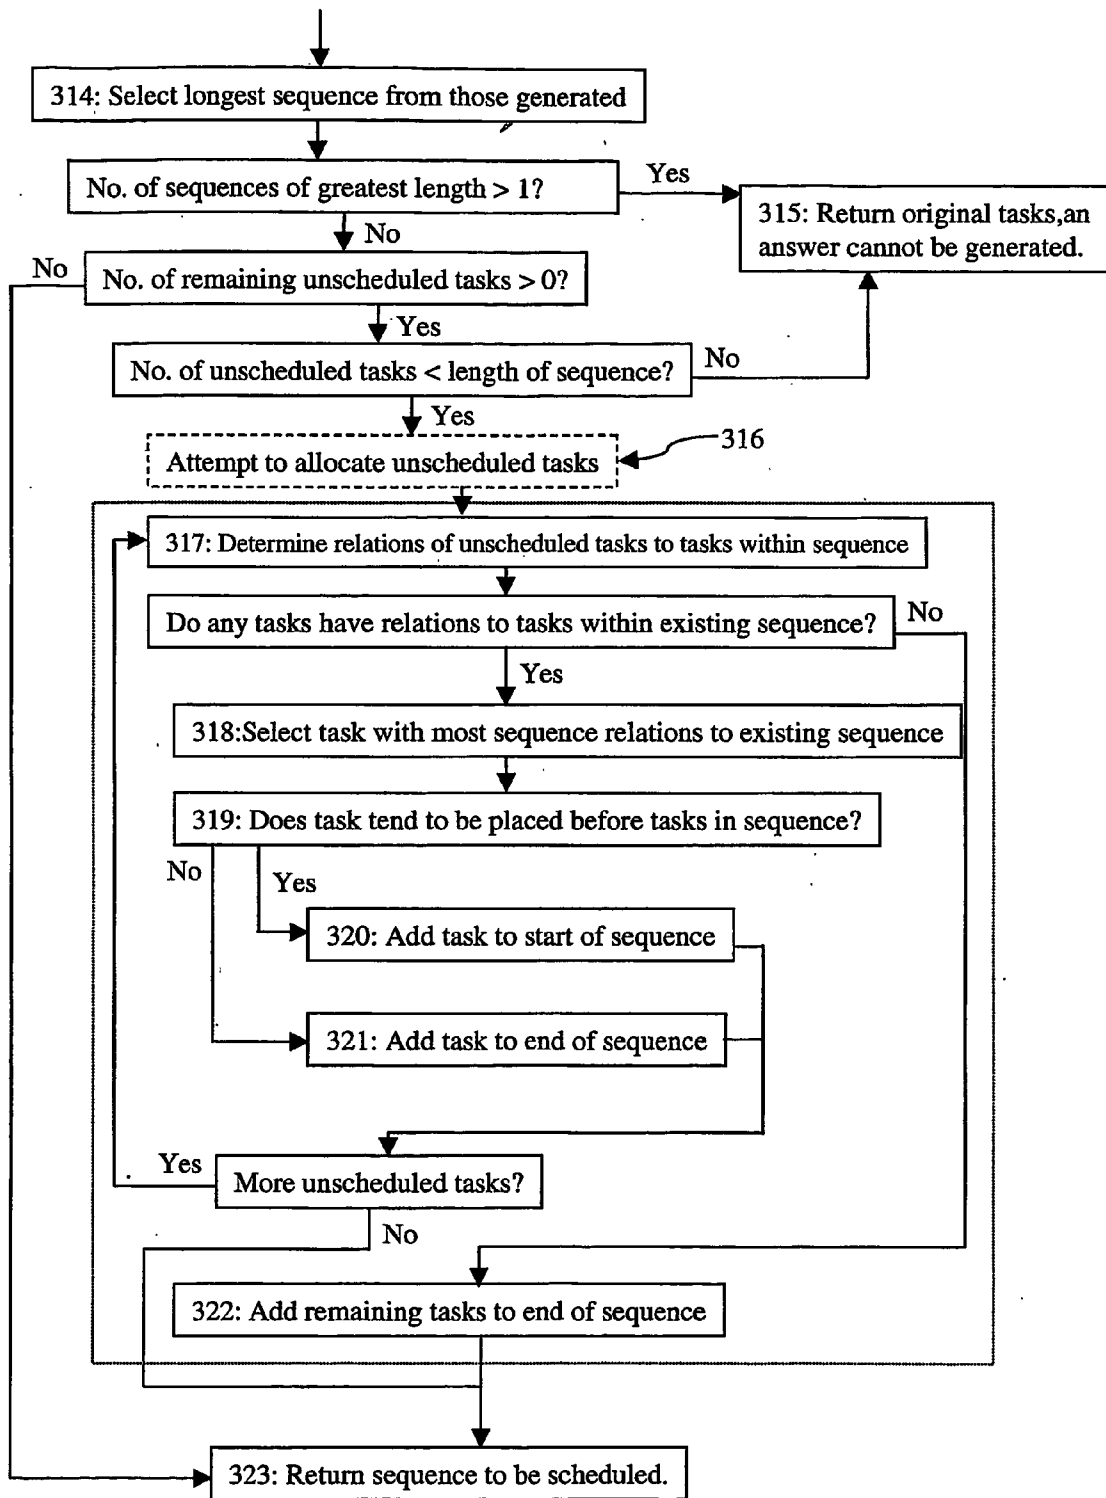 314: Select longest sequence from those generated
No. of sequences of greatest length > 1?
Yes
315: Return original tasks,an
answer cannot be generated.
No
No
No. of remaining unscheduled tasks > 0?
Yes
No. of unscheduled tasks < length of sequence?
No
Yes
316
Attempt to allocate unscheduled tasks
317: Determine relations of unscheduled tasks to tasks within sequence
Do any tasks have relations to tasks within existing sequence?
No
Yes
318:Select task with most sequence relations to existing sequence
319: Does task tend to be placed before tasks in sequence?
No
Yes
320: Add task to start of sequence
321: Add task to end of sequence
Yes
More unscheduled tasks?
No
322: Add remaining tasks to end of sequence
323: Return sequence to be scheduled.